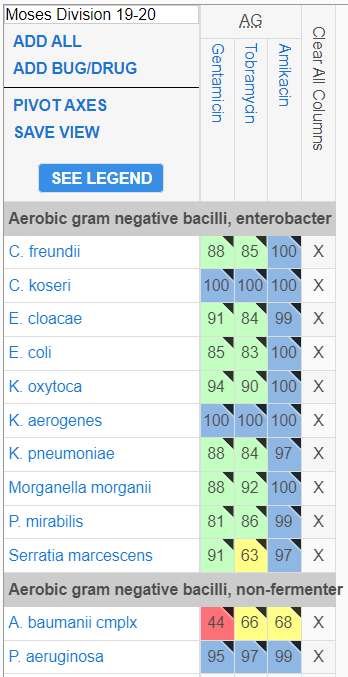 Moses Division 19-20
AG
ADD ALL
ADD BUG/DRUG
PIVOT AXES
SAVE VIEW
SEE LEGEND
Gentamicin
Tobramycin
Amikacin
Clear All Columns
Aerobic gram negative bacilli, enterobacter
C. freundii 88 85 100 X
C. koseri 100 100 100 X
E. cloacae 91 84 99 X
E. coli 85 83 100 X
K. oxytoca 94 90 100 X
K. aerogenes 100 100 100 X
K. pneumoniae 88 84 97 X
Morganella morganii 88 92 100 X
P. mirabilis 81 86 99 X
Serratia marcescens 91 63 97 X
Aerobic gram negative bacilli, non-fermenter
A. baumanii cmplx 44 66 68 X
P. aeruginosa 95 97 99 X